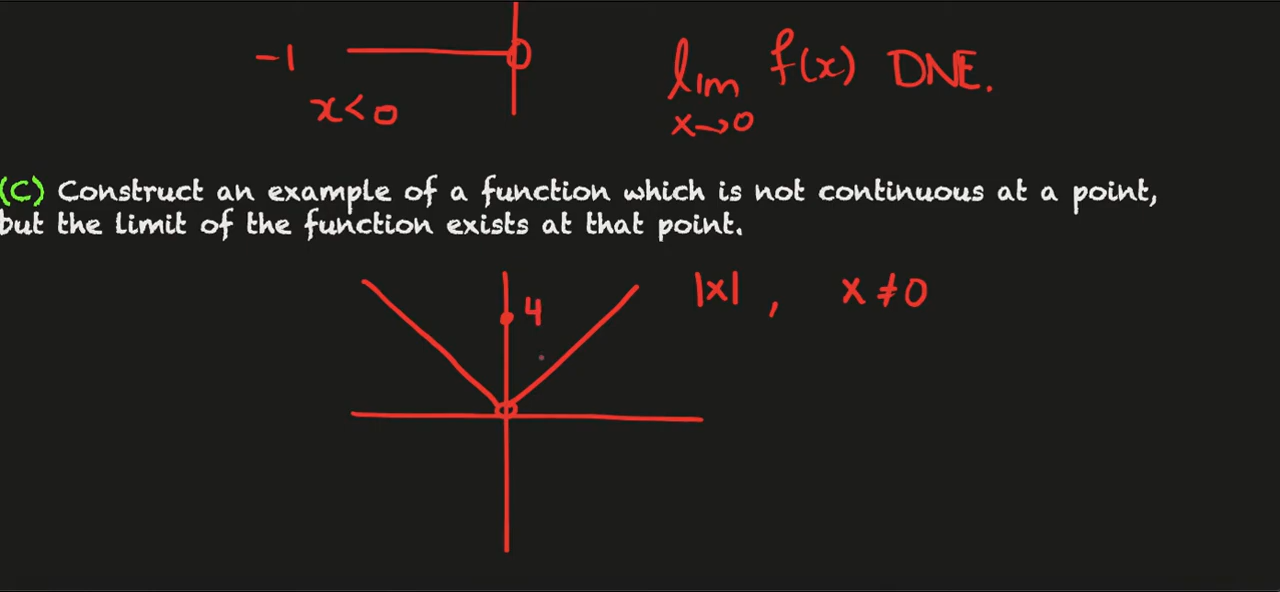 -1
x<0
lim f(x) DNE.
x→0
(C) Construct an example of a function which is not continuous at a point,
but the limit of the function exists at that point.
|x| , x≠0
4